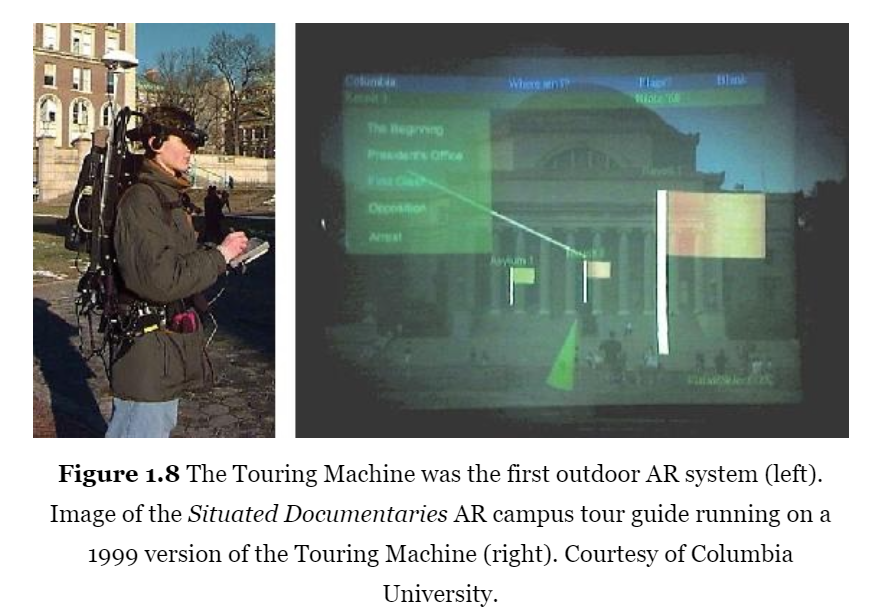 Columbia Where am I? Flags? Blank
The Beginning
President's Office
First Clash
Opposition
Arrest
Asylum 1
Figure 1.8 The Touring Machine was the first outdoor AR system (left).
Image of the Situated Documentaries AR campus tour guide running on a
1999 version of the Touring Machine (right). Courtesy of Columbia
University.